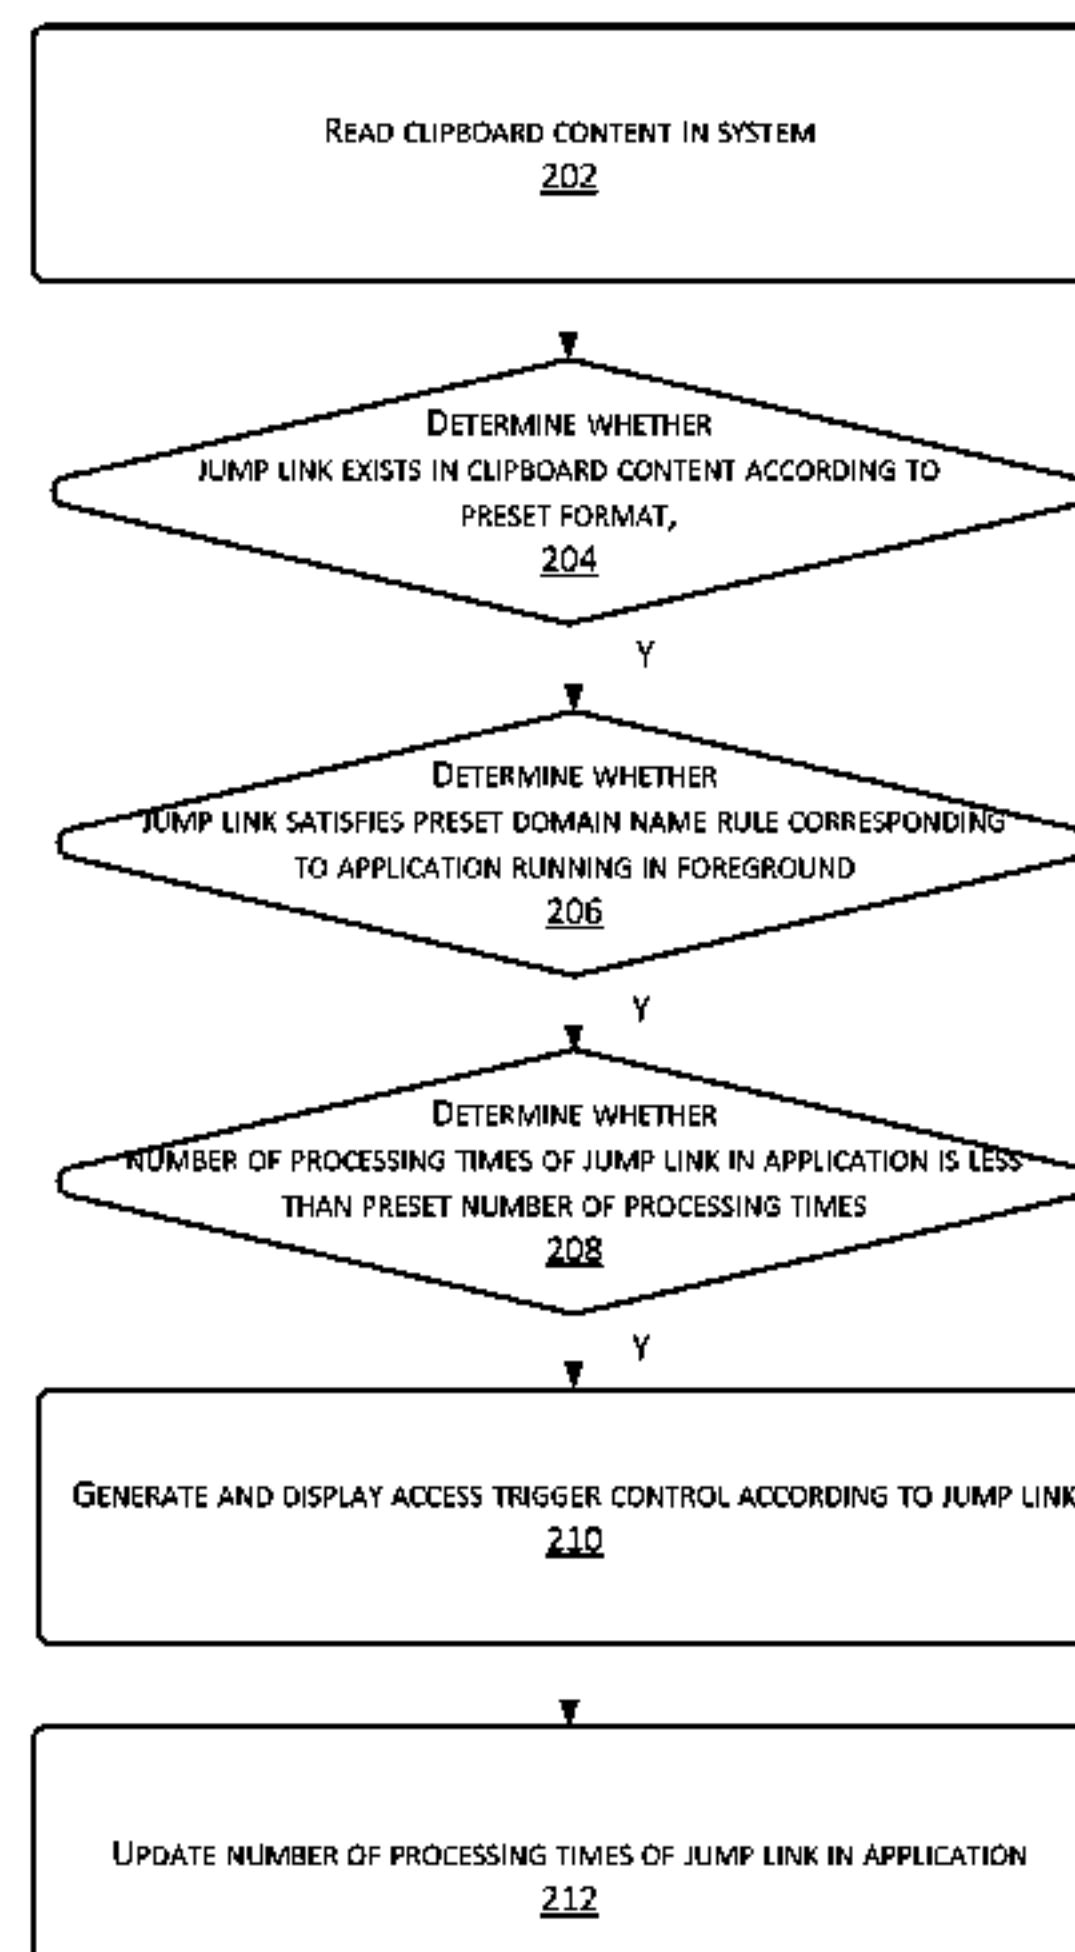 READ CLIPBOARD CONTENT IN SYSTEM
202
DETERMINE WHETHER
JUMP LINK EXISTS IN CLIPBOARD CONTENT ACCORDING TO
PRESET FORMAT,
204
Y
DETERMINE WHETHER
JUMP LINK SATISFIES PRESET DOMAIN NAME RULE CORRESPONDING
TO APPLICATION RUNNING IN FOREGROUND
206
Y
DETERMINE WHETHER
NUMBER OF PROCESSING TIMES OF JUMP LINK IN APPLICATION IS LESS
THAN PRESET NUMBER OF PROCESSING TIMES
208
Y
GENERATE AND DISPLAY ACCESS TRIGGER CONTROL ACCORDING TO JUMP LINK
210
UPDATE NUMBER OF PROCESSING TIMES OF JUMP LINK IN APPLICATION
212